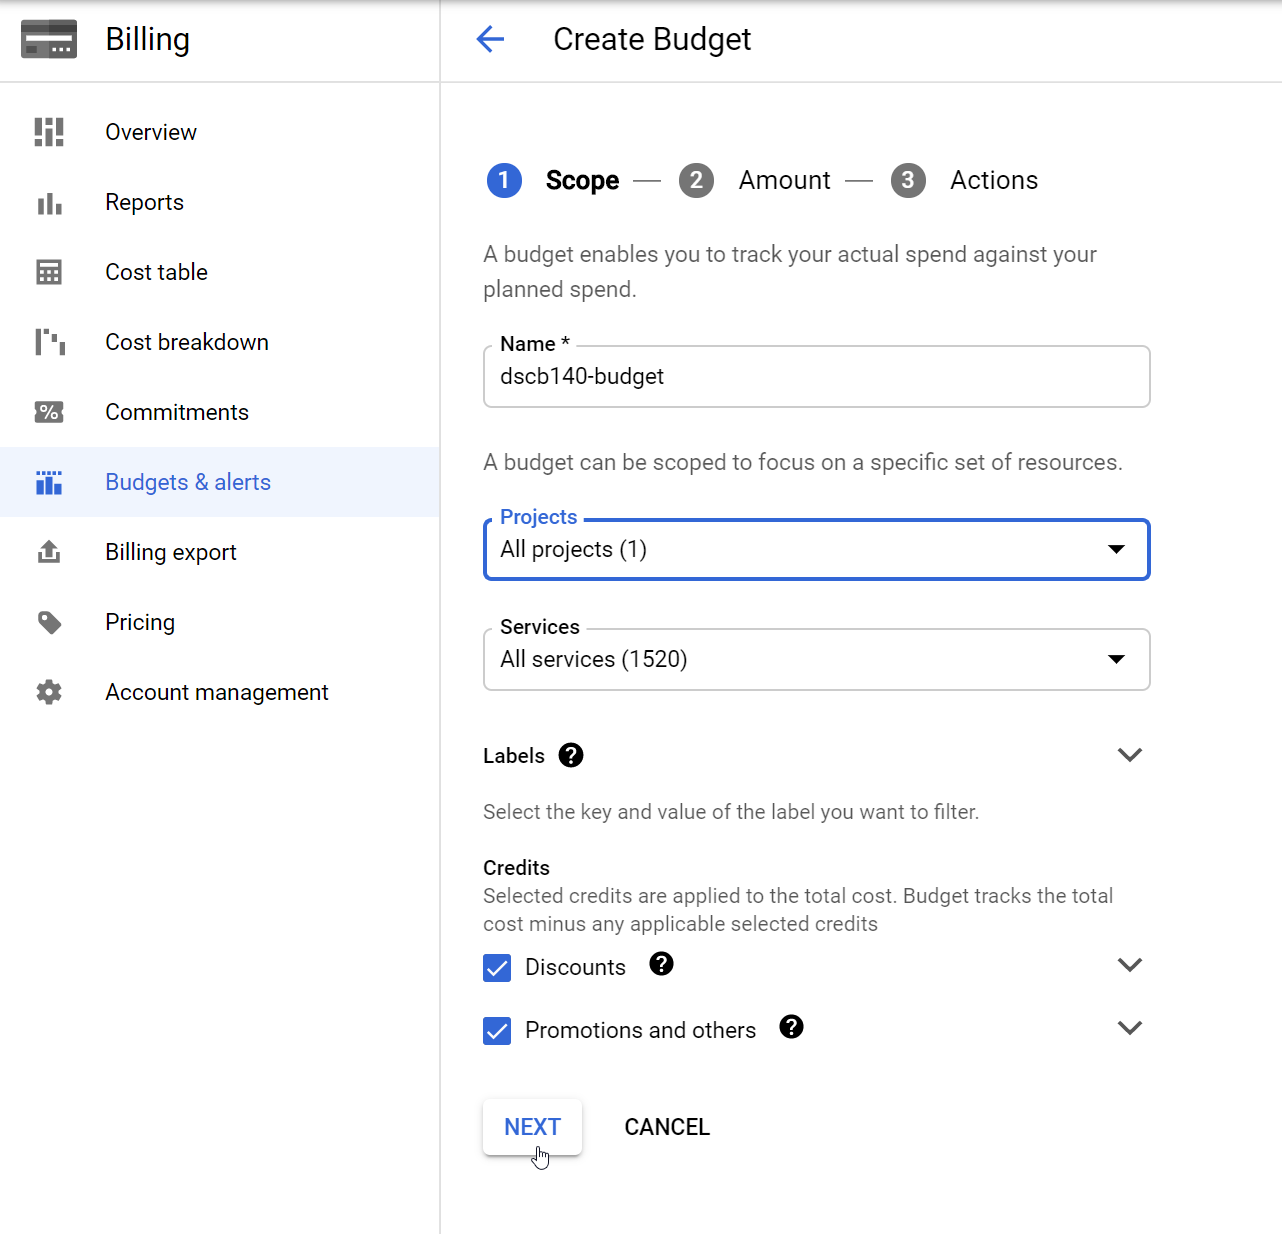 Billing
Create Budget
Overview
Reports
Cost table
Cost breakdown
Commitments
Budgets & alerts
Billing export
Pricing
Account management
1 Scope — 2 Amount — 3 Actions
A budget enables you to track your actual spend against your
planned spend.
Name *
dscb140-budget
A budget can be scoped to focus on a specific set of resources.
Projects
All projects (1)
Services
All services (1520)
Labels ?
Select the key and value of the label you want to filter.
Credits
Selected credits are applied to the total cost. Budget tracks the total
cost minus any applicable selected credits
Discounts ?
Promotions and others ?
NEXT CANCEL